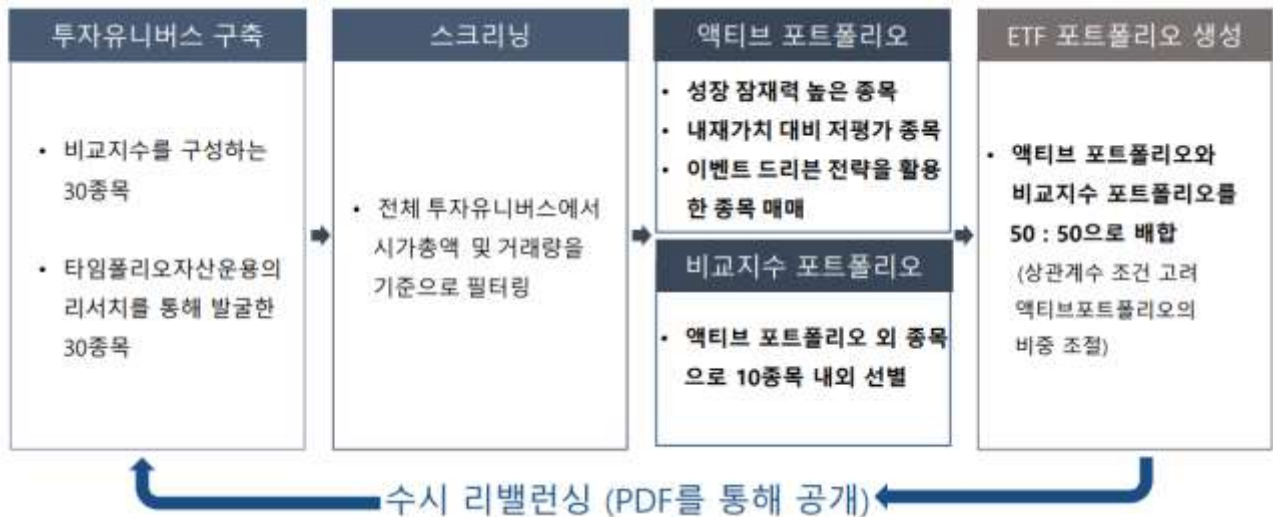 투자유니버스 구축
• 비교지수를 구성하는
30종목
• 타임폴리오자산운용의
리서치를 통해 발굴한
30종목
스크리닝
• 전체 투자유니버스에서
시가총액 및 거래량을
기준으로 필터링
액티브 포트폴리오
• 성장 잠재력 높은 종목
• 내재가치 대비 저평가 종목
• 이벤트 드리븐 전략을 활용
한 종목 매매
비교지수 포트폴리오
• 액티브 포트폴리오 외 종목
으로 10종목 내외 선별
ETF 포트폴리오 생성
• 액티브 포트폴리오와
비교지수 포트폴리오를
50 : 50으로 배합
(상관계수 조건 고려
액티브포트폴리오의
비중 조절)
수시 리밸런싱 (PDF를 통해 공개)